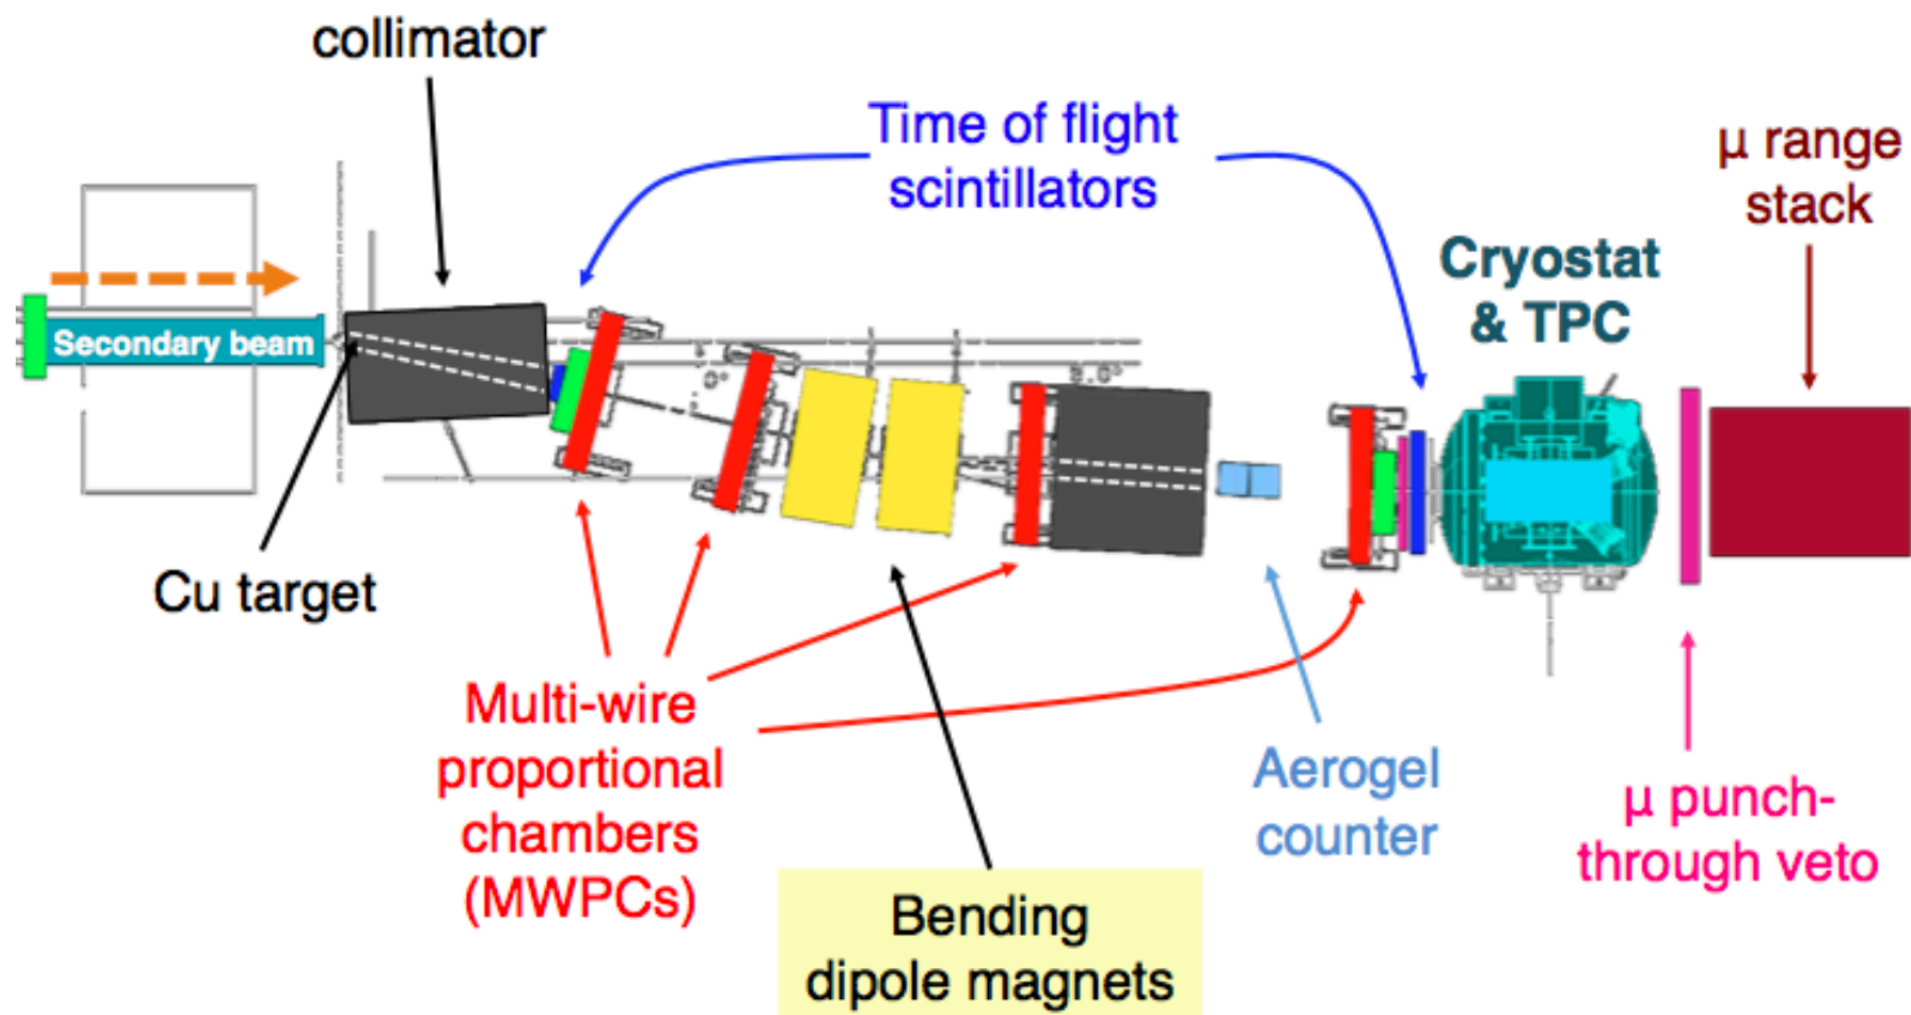 collimator
Time of flight
scintillators
μ range
stack
Cryostat
& TPC
Secondary beam
Cu target
Multi-wire
proportional
chambers
(MWPCs)
Aerogel
counter
μ punch-
through veto
Bending
dipole magnets